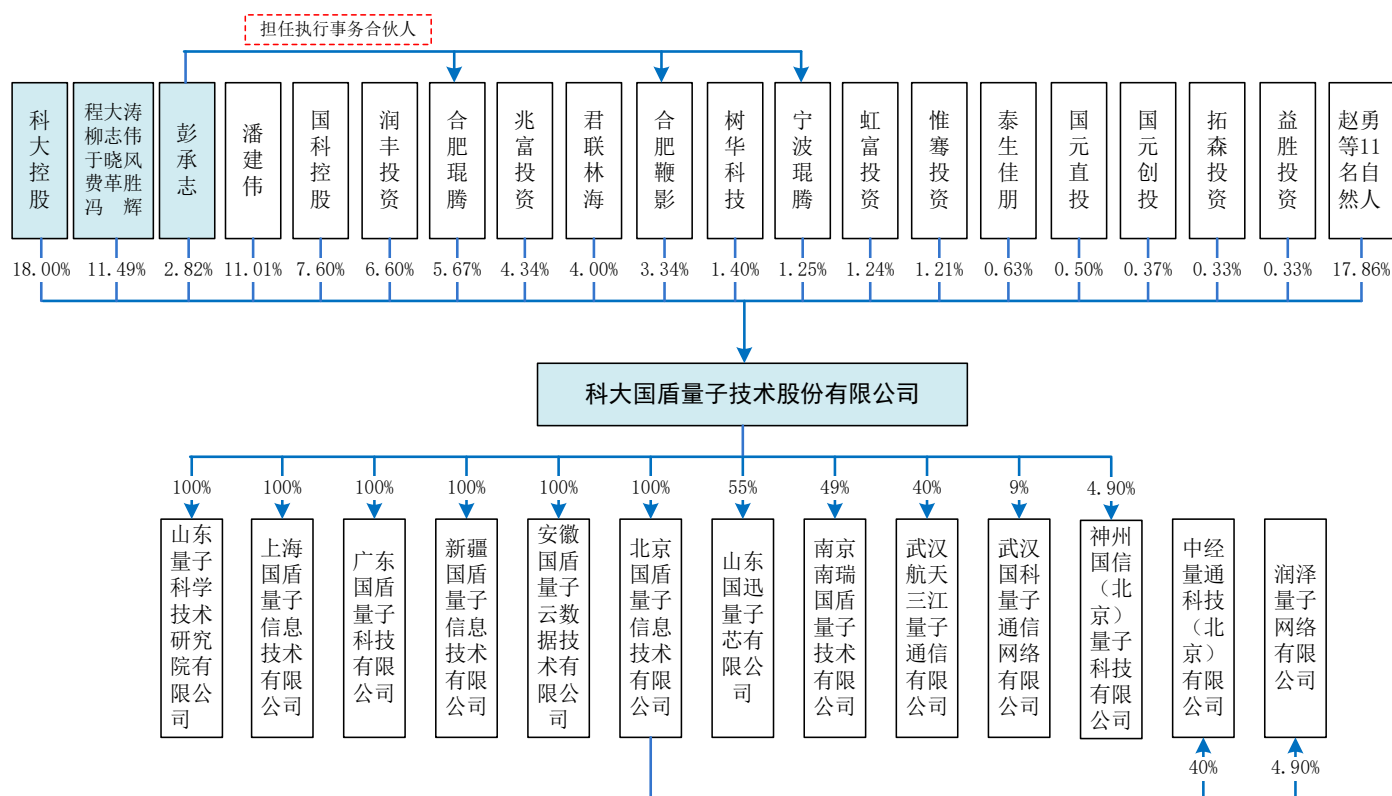 担任执行事务合伙人
科大控股
程大涛
柳志伟
于晓风
费革胜
冯辉
彭承志
潘建伟
国科控股
润丰投资
合肥琨腾
兆富投资
君联林海
合肥鞭影
树华科技
宁波琨腾
虹富投资
惟骞投资
泰生佳朋
国元直投
国元创投
拓森投资
益胜投资
赵勇
等11
名自
然人
18.00%
11.49%
2.82%
11.01%
7.60%
6.60%
5.67%
4.34%
4.00%
3.34%
1.40%
1.25%
1.24%
1.21%
0.63%
0.50%
0.37%
0.33%
0.33%
17.86%
科大国盾量子技术股份有限公司
100%
100%
100%
100%
100%
100%
55%
49%
40%
9%
4.90%
山东
量子
科学
技术
研究
院有
限公
司
上海
国盾
量子
信息
技术
有限
公司
广东
国盾
量子
科技
有限
公司
新疆
国盾
量子
信息
技术
有限
公司
安徽
国盾
量子
云数
据技
术有
限公
司
北京
国盾
量子
信息
技术
有限
公司
山东
国迅
量子
芯有
限公
司
南京
南瑞
国盾
量子
技术
有限
公司
武汉
航天
三江
量子
通信
有限
公司
武汉
国科
量子
通信
网络
有限
公司
神州
国信
（北
京）
量子
科技
有限
公司
中经
量通
科技
（北
京）
有限
公司
润泽
量子
网络
有限
公司
40%
4.90%